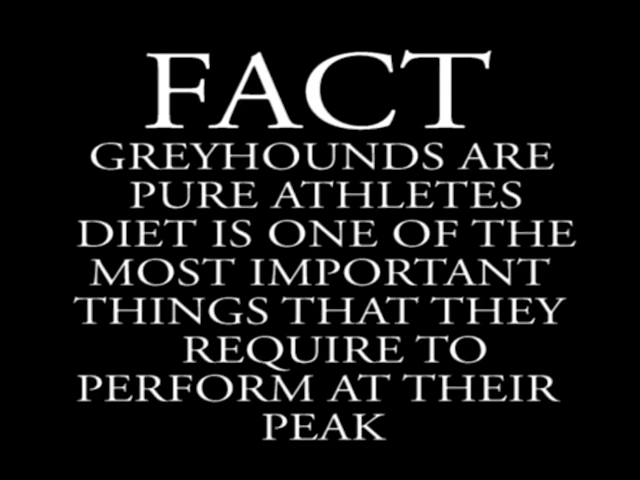 FACT
GREYHOUNDS ARE
PURE ATHLETES
DIET IS ONE OF THE
MOST IMPORTANT
THINGS THAT THEY
REQUIRE TO
PERFORM AT THEIR
PEAK